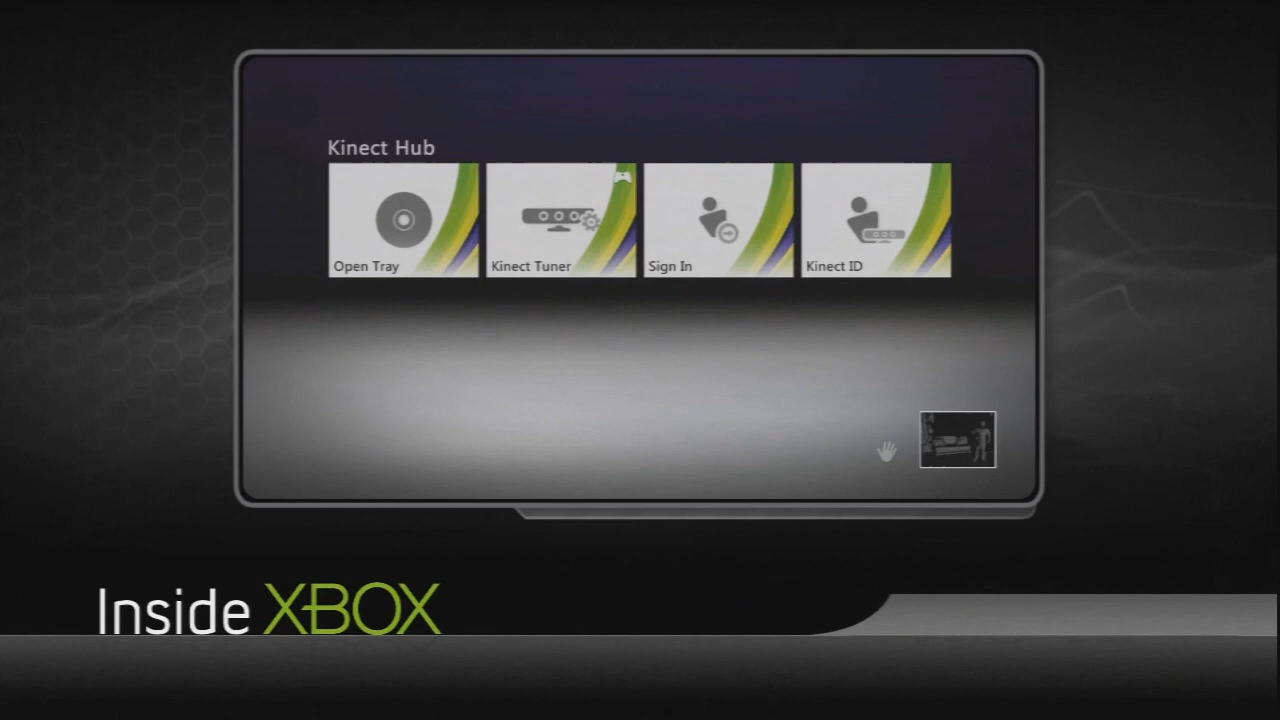 Kinect Hub
Open Tray
Kinect Tuner
Sign In
Kinect ID
Inside XBOX